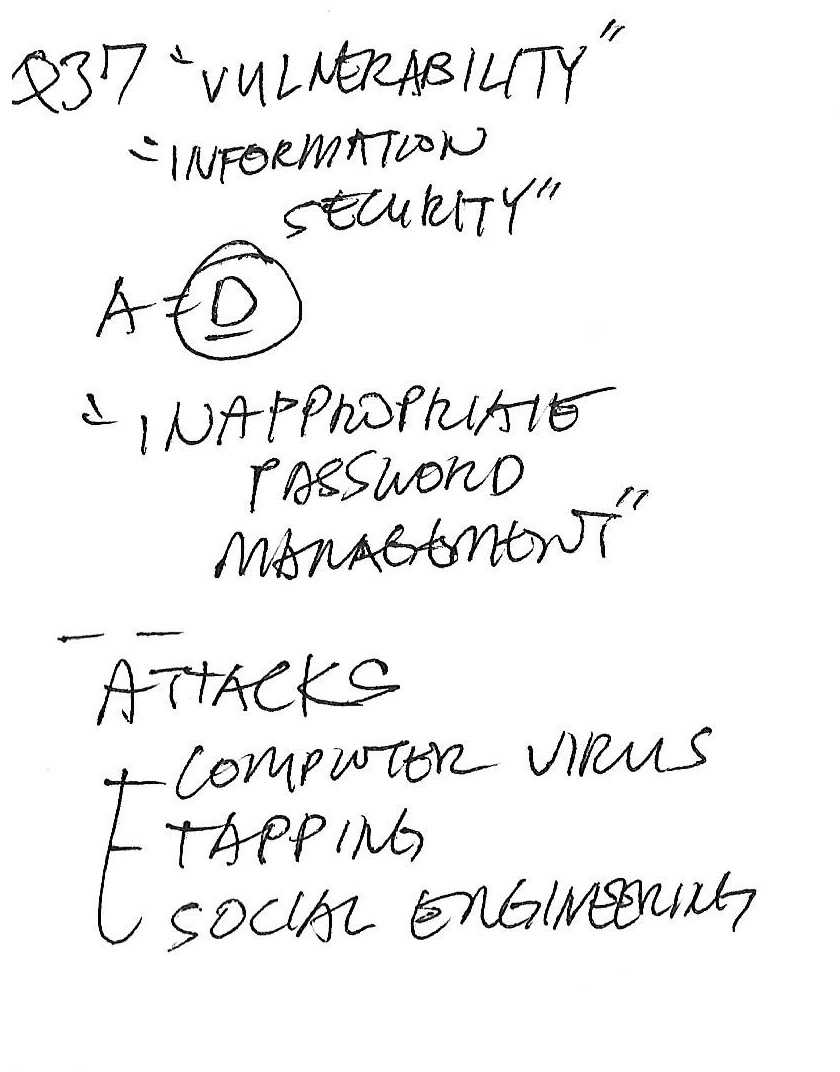 Q37 "VULNERABILITY"
"INFORMATION
SECURITY"
A = D
"INAPPROPRIATE
PASSWORD
MANAGEMENT"
ATTACKS
COMPUTER VIRUS
TAPPING
SOCIAL ENGINEERING